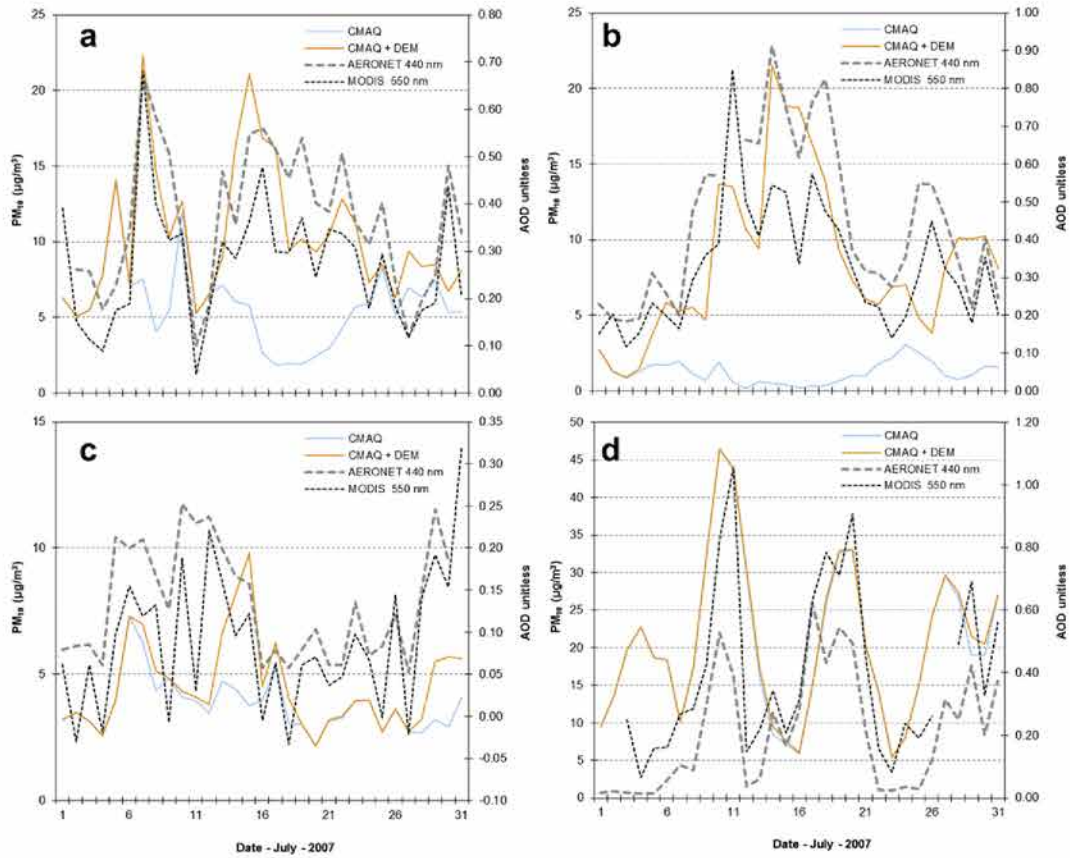 a
CMAQ
CMAQ + DEM
AERONET 440 nm
MODIS 550 nm
PM10 (µg/m³)
25
20
15
10
5
0
AOD unitless
0.80
0.70
0.60
0.50
0.40
0.30
0.20
0.10
0.00
b
CMAQ
CMAQ + DEM
AERONET 440 nm
MODIS 550 nm
PM10 (µg/m³)
25
20
15
10
5
0
AOD unitless
1.00
0.90
0.80
0.70
0.60
0.50
0.40
0.30
0.20
0.10
0.00
c
CMAQ
CMAQ + DEM
AERONET 440 nm
MODIS 550 nm
PM10 (µg/m³)
15
10
5
0
AOD unitless
0.35
0.30
0.25
0.20
0.15
0.10
0.05
0.00
-0.05
-0.10
1 6 11 16 21 26 31
Date - July - 2007
d
CMAQ
CMAQ + DEM
AERONET 440 nm
MODIS 550 nm
PM10 (µg/m³)
50
45
40
35
30
25
20
15
10
5
0
AOD unitless
1.20
1.00
0.80
0.60
0.40
0.20
0.00
1 6 11 16 21 26 31
Date - July - 2007